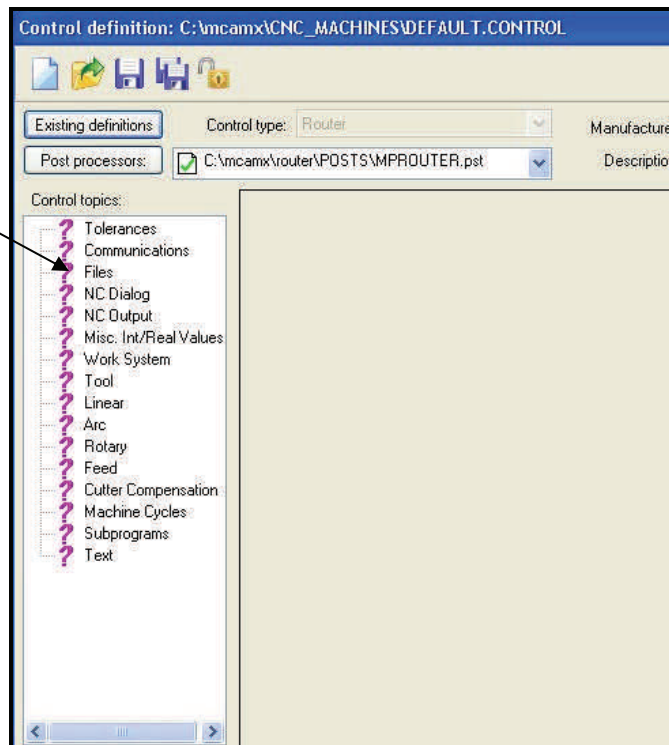 Control definition: C:\mcamx\CNC_MACHINES\DEFAULT.CONTROL
Existing definitions Control type: Router Manufacture
Post processors: C:\mcamx\router\POSTS\MPROUTER.pst Descriptio
Control topics:
Tolerances
Communications
Files
NC Dialog
NC Output
Misc. Int/Real Values
Work System
Tool
Linear
Arc
Rotary
Feed
Cutter Compensation
Machine Cycles
Subprograms
Text